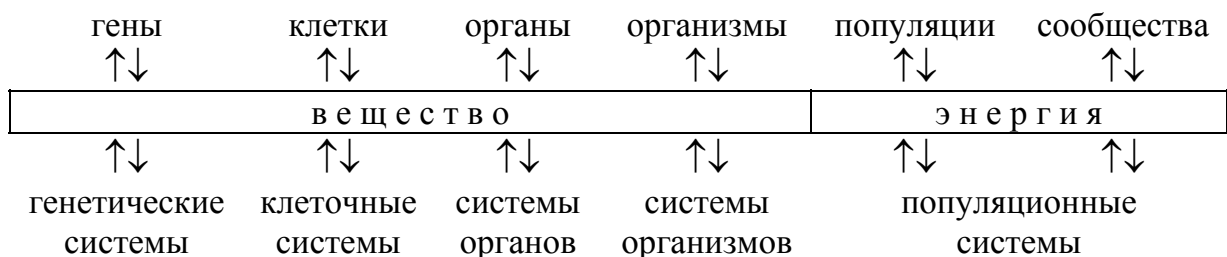 гены клетки органы организмы популяции сообщества
↑↓ ↑↓ ↑↓ ↑↓ ↑↓ ↑↓
в е щ е с т в о э н е р г и я
↑↓ ↑↓ ↑↓ ↑↓ ↑↓ ↑↓
генетические клеточные системы системы популяционные
системы системы органов организмов системы